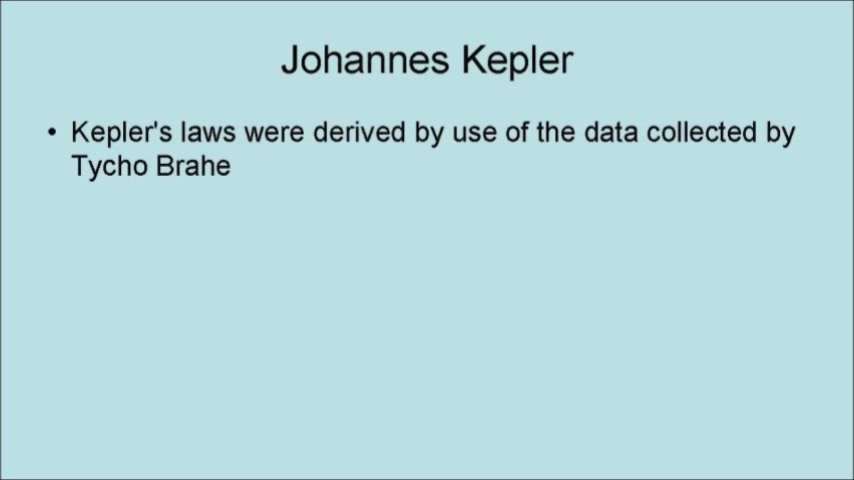 Johannes Kepler
• Kepler's laws were derived by use of the data collected by
Tycho Brahe